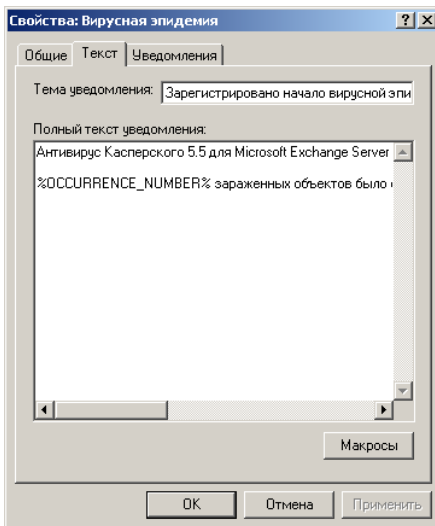 Свойства: Вирусная эпидемия
Общие Текст Уведомления
Тема уведомления: Зарегистрировано начало вирусной эпи
Полный текст уведомления:
Антивирус Касперского 5.5 для Microsoft Exchange Server
%OCCURRENCE_NUMBER% зараженных объектов было
Макросы
OK Отмена Применить